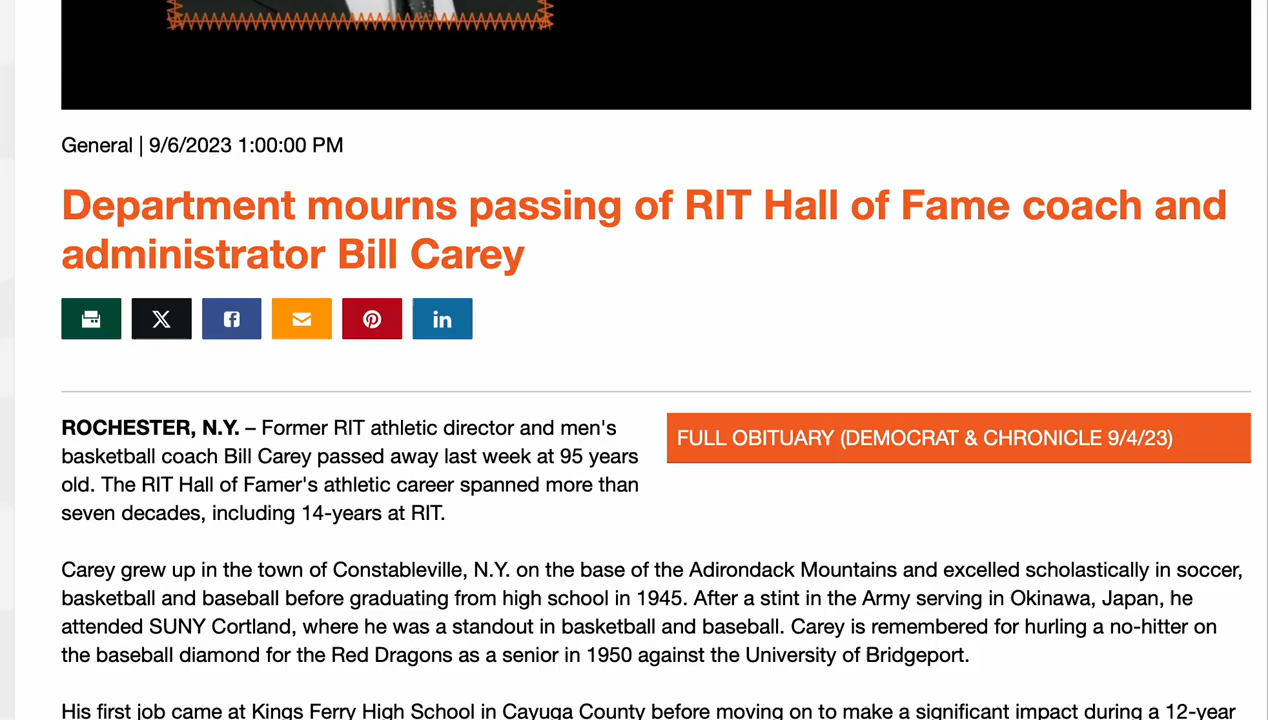 General | 9/6/2023 1:00:00 PM
Department mourns passing of RIT Hall of Fame coach and
administrator Bill Carey
in
ROCHESTER, N.Y. – Former RIT athletic director and men's
basketball coach Bill Carey passed away last week at 95 years
old. The RIT Hall of Famer's athletic career spanned more than
seven decades, including 14-years at RIT.
FULL OBITUARY (DEMOCRAT & CHRONICLE 9/4/23)
Carey grew up in the town of Constableville, N.Y. on the base of the Adirondack Mountains and excelled scholastically in soccer,
basketball and baseball before graduating from high school in 1945. After a stint in the Army serving in Okinawa, Japan, he
attended SUNY Cortland, where he was a standout in basketball and baseball. Carey is remembered for hurling a no-hitter on
the baseball diamond for the Red Dragons as a senior in 1950 against the University of Bridgeport.
His first job came at Kings Ferry High School in Cayuga County before moving on to make a significant impact during a 12-year